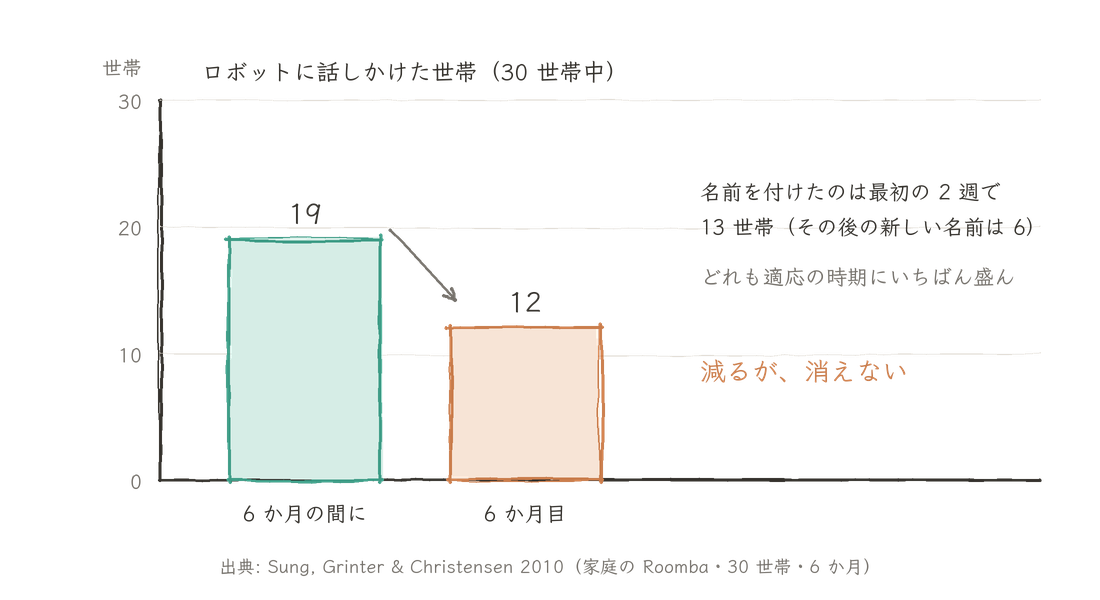 世帯
ロボットに話しかけた世帯（30 世帯中）
30
20
10
0
19
12
名前を付けたのは最初の 2 週で
13 世帯（その後の新しい名前は 6）
どれも適応の時期にいちばん盛ん
減るが、消えない
6 か月の間に
6 か月目
出典: Sung, Grinter & Christensen 2010（家庭の Roomba・30 世帯・6 か月）